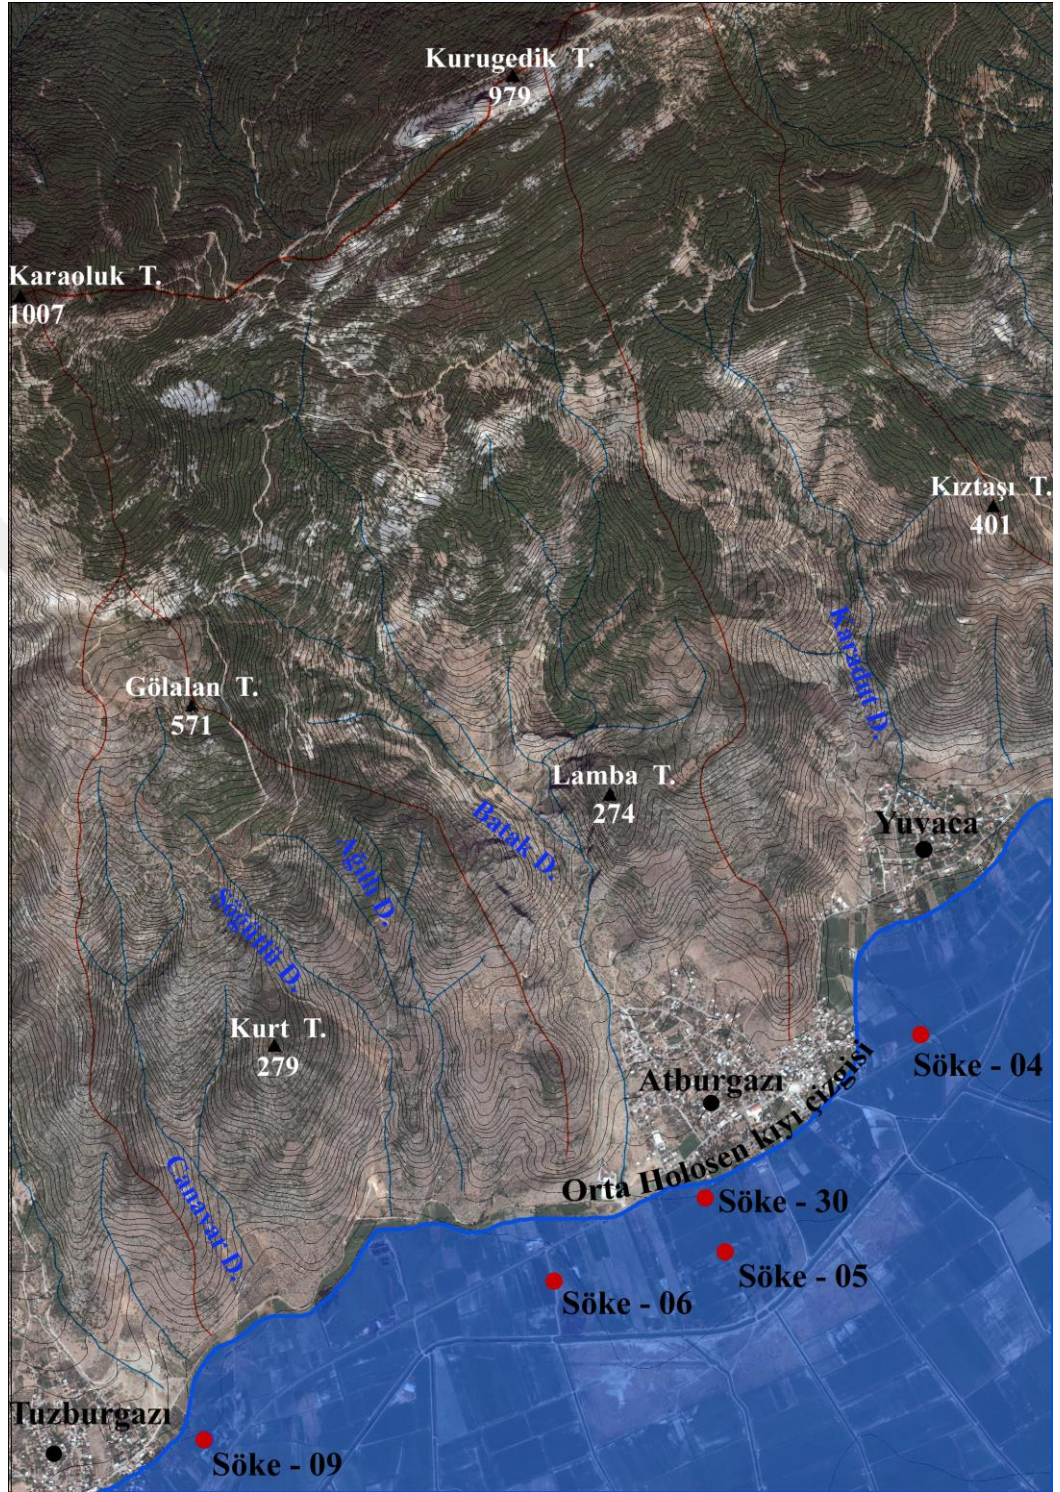 Kurugedik T.
979
Karaoluk T.
1007
Kıztaşı T.
401
Karadut D.
Gölalan T.
571
Lamba T.
274
Batak D.
Yuvaca
Ağıllı D.
Söğütlü D.
Kurt T.
279
Söke - 04
Atburgazı
Orta Holosen kıyı çizgisi
Söke - 30
Canavar D.
Söke - 05
Söke - 06
Tuzburgazı
Söke - 09